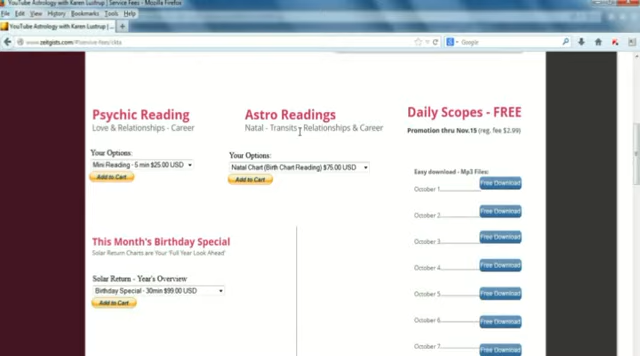 YouTube Astrology with Karen Lustrup | Service Fees - Mozilla Firefox
File Edit View History Bookmarks Tools Help
YouTube Astrology with Karen Lustrup | ...
Google
Psychic Reading
Love & Relationships - Career
Your Options:
Mini Reading - 5 min $25.00 USD
Add to Cart
Astro Readings
Natal - Transits - Relationships & Career
Your Options:
Natal Chart (Birth Chart Reading) $75.00 USD
Add to Cart
This Month's Birthday Special
Solar Return Charts are Your 'Full Year Look Ahead'
Solar Return - Year's Overview
Birthday Special - 30min $99.00 USD
Add to Cart
Daily Scopes - FREE
Promotion thru Nov.15 (reg. fee $2.99)
Easy download - Mp3 Files:
October 1 Free Download
October 2 Free Download
October 3 Free Download
October 4 Free Download
October 5 Free Download
October 6 Free Download
October 7 Free Download